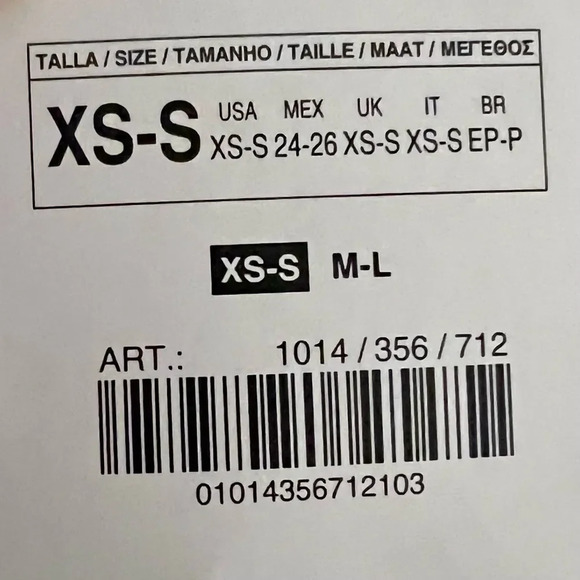 TALLA / SIZE / TAMANHO / TAILLE / MAAT / ΜΕΓΕΘΟΣ
XS-S
USA MEX UK IT BR
XS-S 24-26 XS-S XS-S EP-P
XS-S M-L
ART.: 1014 / 356 / 712
01014356712103